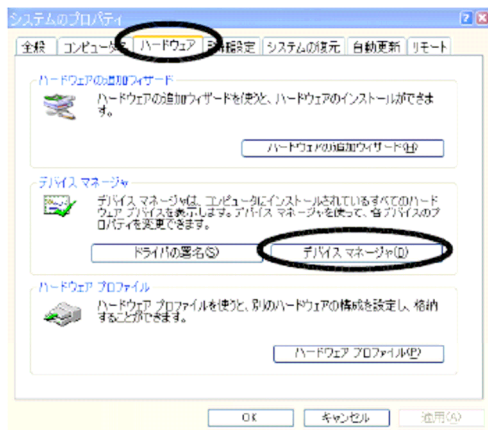 システムのプロパティ
全般 コンピュータ名 ハードウェア 詳細設定 システムの復元 自動更新 リモート
ハードウェアの追加ウィザード
ハードウェアの追加ウィザードを使うと、ハードウェアのインストールができま
す。
ハードウェアの追加ウィザード(H)
デバイス マネージャ
デバイス マネージャは、コンピュータにインストールされているすべてのハード
ウェア デバイスを表示します。デバイス マネージャを使って、各デバイスのプ
ロパティを変更できます。
ドライバの署名(S) デバイス マネージャ(D)
ハードウェア プロファイル
ハードウェア プロファイルを使うと、別のハードウェアの構成を設定し、格納
することができます。
ハードウェア プロファイル(P)
OK キャンセル 適用(A)